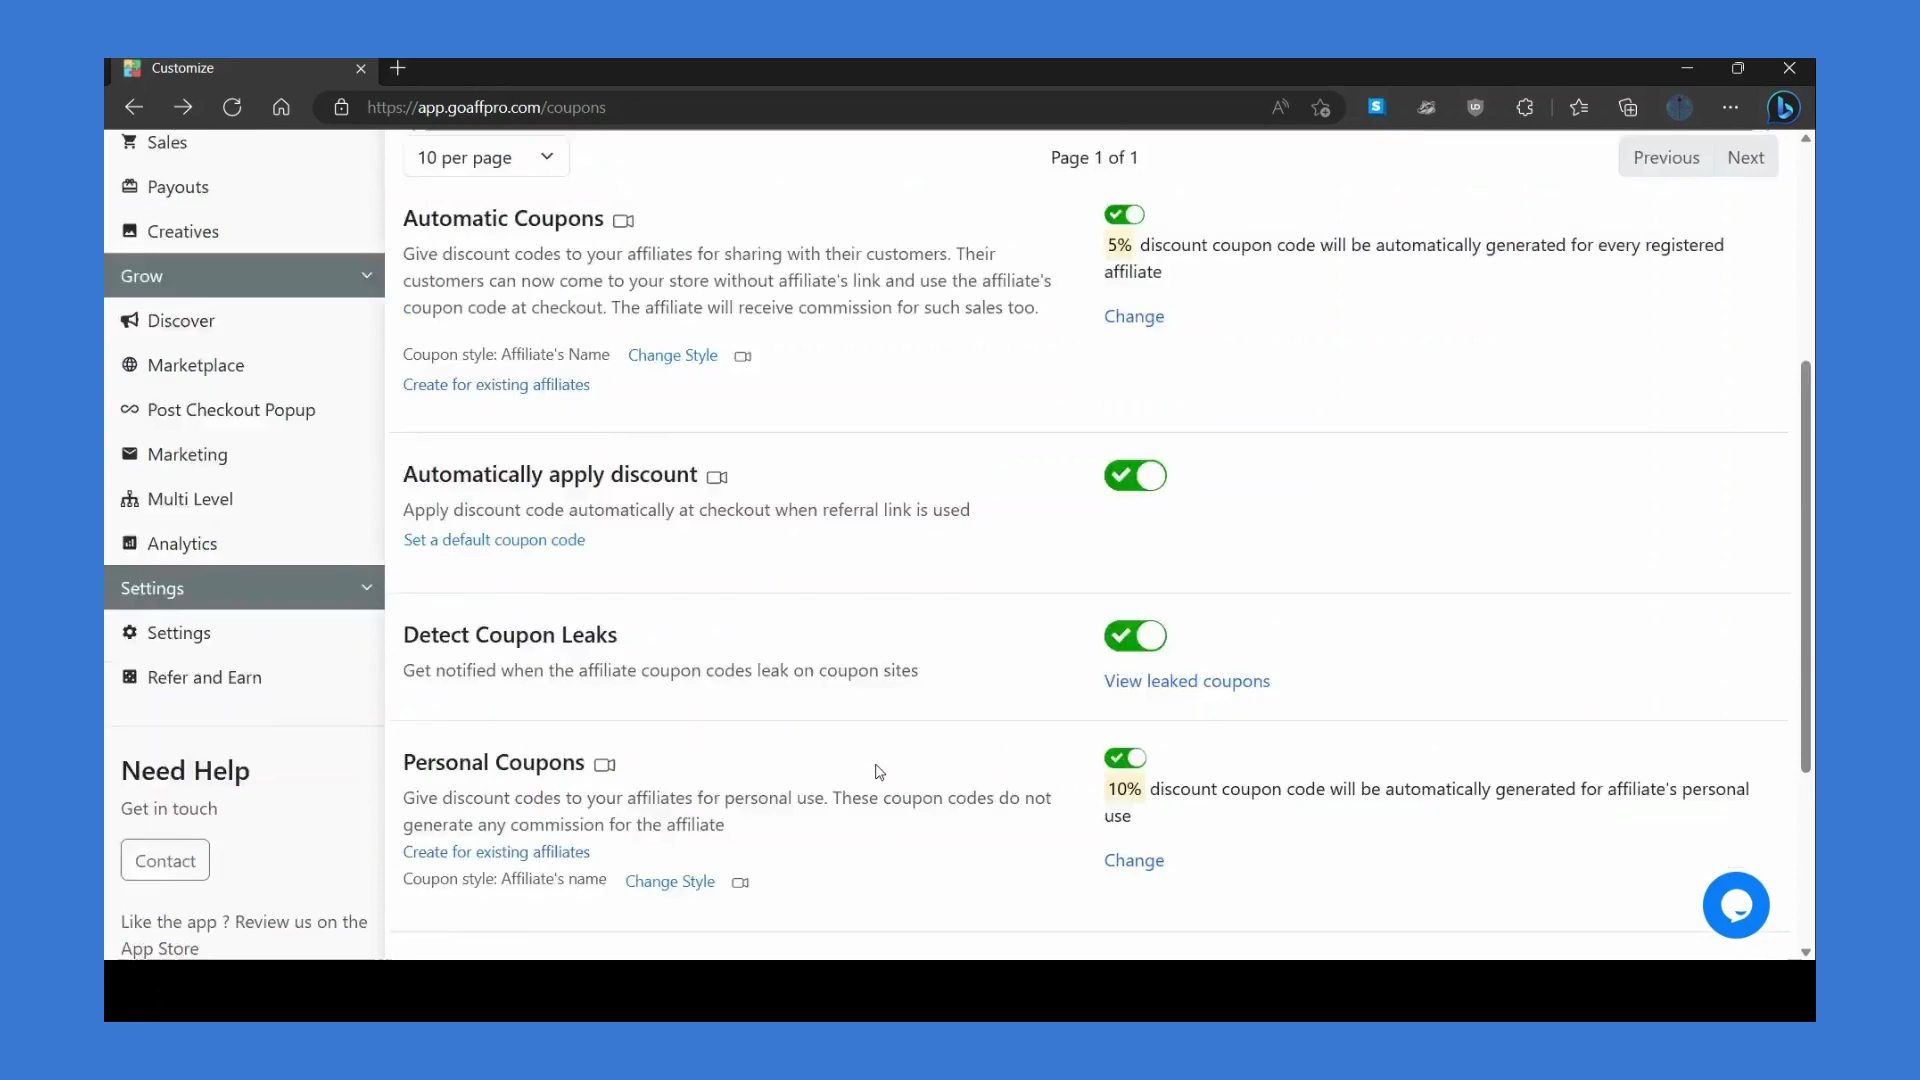 Customize
https://app.goaffpro.com/coupons
Sales
Payouts
Creatives
Grow
Discover
Marketplace
Post Checkout Popup
Marketing
Multi Level
Analytics
Settings
Settings
Refer and Earn
Need Help
Get in touch
Contact
Like the app ? Review us on the
App Store
10 per page
Page 1 of 1
Previous
Next
Automatic Coupons
Give discount codes to your affiliates for sharing with their customers. Their
customers can now come to your store without affiliate's link and use the affiliate's
coupon code at checkout. The affiliate will receive commission for such sales too.
Coupon style: Affiliate's Name Change Style
Create for existing affiliates
5% discount coupon code will be automatically generated for every registered
affiliate
Change
Automatically apply discount
Apply discount code automatically at checkout when referral link is used
Set a default coupon code
Detect Coupon Leaks
Get notified when the affiliate coupon codes leak on coupon sites
View leaked coupons
Personal Coupons
Give discount codes to your affiliates for personal use. These coupon codes do not
generate any commission for the affiliate
Create for existing affiliates
Coupon style: Affiliate's name Change Style
10% discount coupon code will be automatically generated for affiliate's personal
use
Change